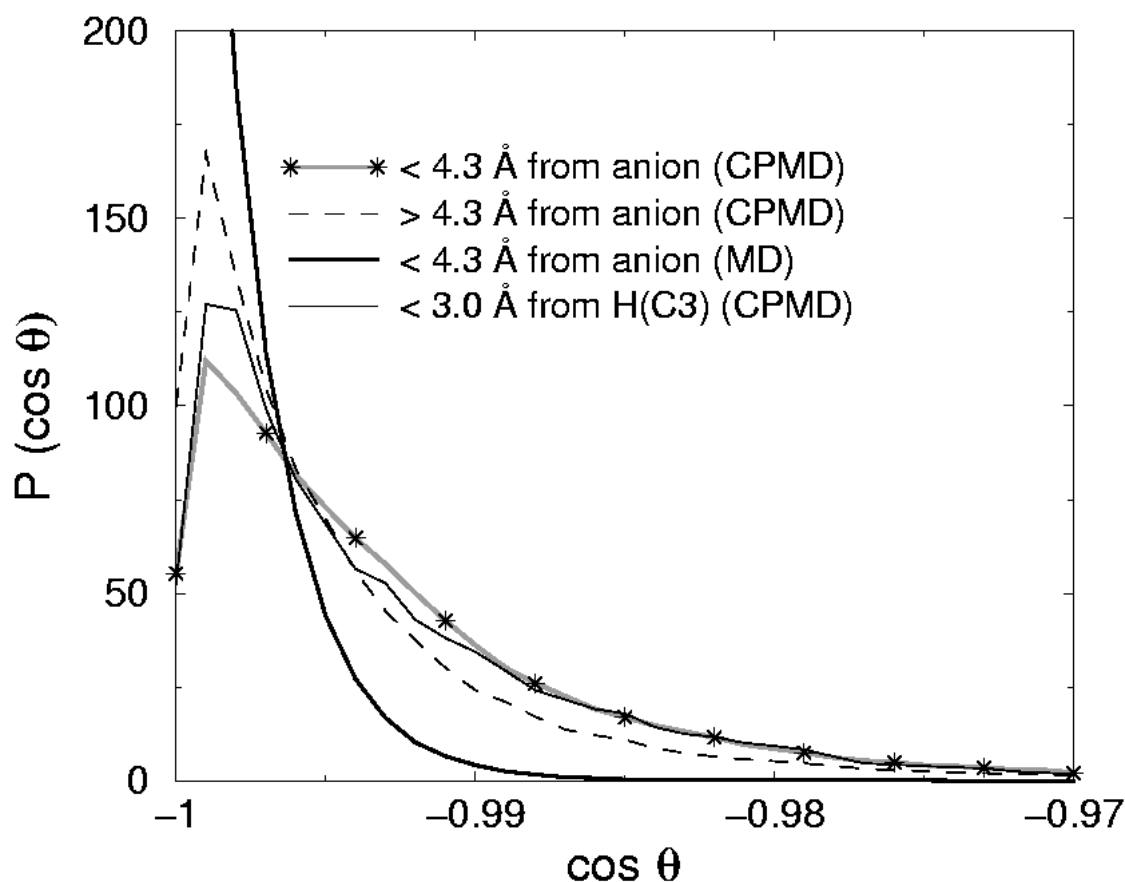 200
150
100
50
0
P (cos θ)
< 4.3 Å from anion (CPMD)
> 4.3 Å from anion (CPMD)
< 4.3 Å from anion (MD)
< 3.0 Å from H(C3) (CPMD)
−1
−0.99
−0.98
−0.97
cos θ